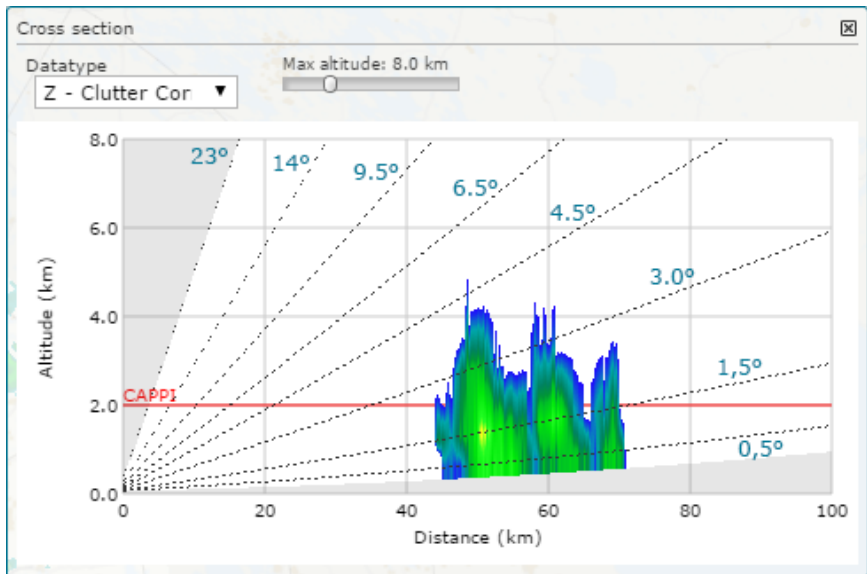 Cross section
Datatype
Max altitude: 8.0 km
Z - Clutter Cor
8.0
23º
14º
9.5º
6.5º
4.5º
6.0
3.0º
Altitude (km)
4.0
1,5º
CAPPI
2.0
0,5º
0.0
0
20
40
60
80
100
Distance (km)